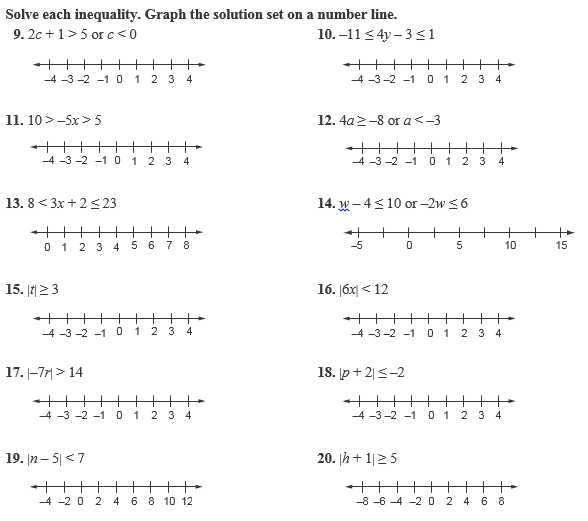 Solve each inequality. Graph the solution set on a number line.
9. 2c + 1 > 5 or c < 0
10. –11 ≤ 4y – 3 ≤ 1
–4 –3 –2 –1 0 1 2 3 4
–4 –3 –2 –1 0 1 2 3 4
11. 10 > –5x > 5
12. 4a ≥ –8 or a < –3
–4 –3 –2 –1 0 1 2 3 4
–4 –3 –2 –1 0 1 2 3 4
13. 8 < 3x + 2 ≤ 23
14. w – 4 ≤ 10 or –2w ≤ 6
0 1 2 3 4 5 6 7 8
–5 0 5 10 15
15. |t| ≥ 3
16. |6x| < 12
–4 –3 –2 –1 0 1 2 3 4
–4 –3 –2 –1 0 1 2 3 4
17. |–7r| > 14
18. |p + 2| ≤ –2
–4 –3 –2 –1 0 1 2 3 4
–4 –3 –2 –1 0 1 2 3 4
19. |n – 5| < 7
20. |h + 1| ≥ 5
–4 –2 0 2 4 6 8 10 12
–8 –6 –4 –2 0 2 4 6 8